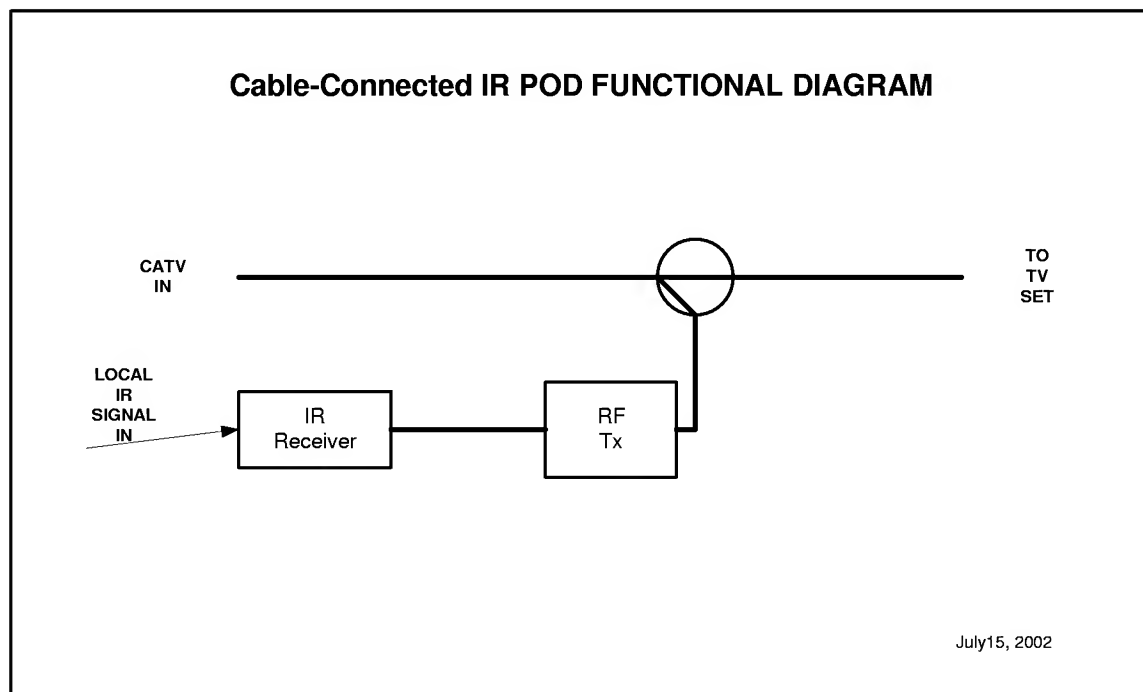 Cable-Connected IR POD FUNCTIONAL DIAGRAM
CATV
IN
TO
TV
SET
LOCAL
IR
SIGNAL
IN
IR
Receiver
RF
Tx
July15, 2002